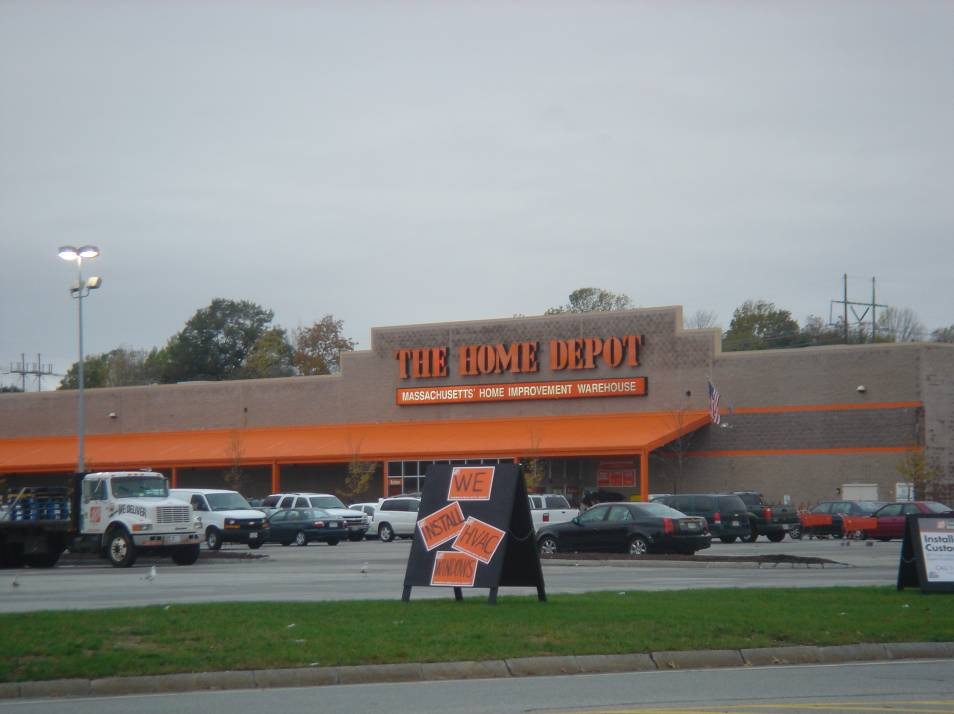 THE HOME DEPOT
MASSACHUSETTS' HOME IMPROVEMENT WAREHOUSE
WE DELIVER
WE
INSTALL
HVAC
WINDOWS
Install
Custo